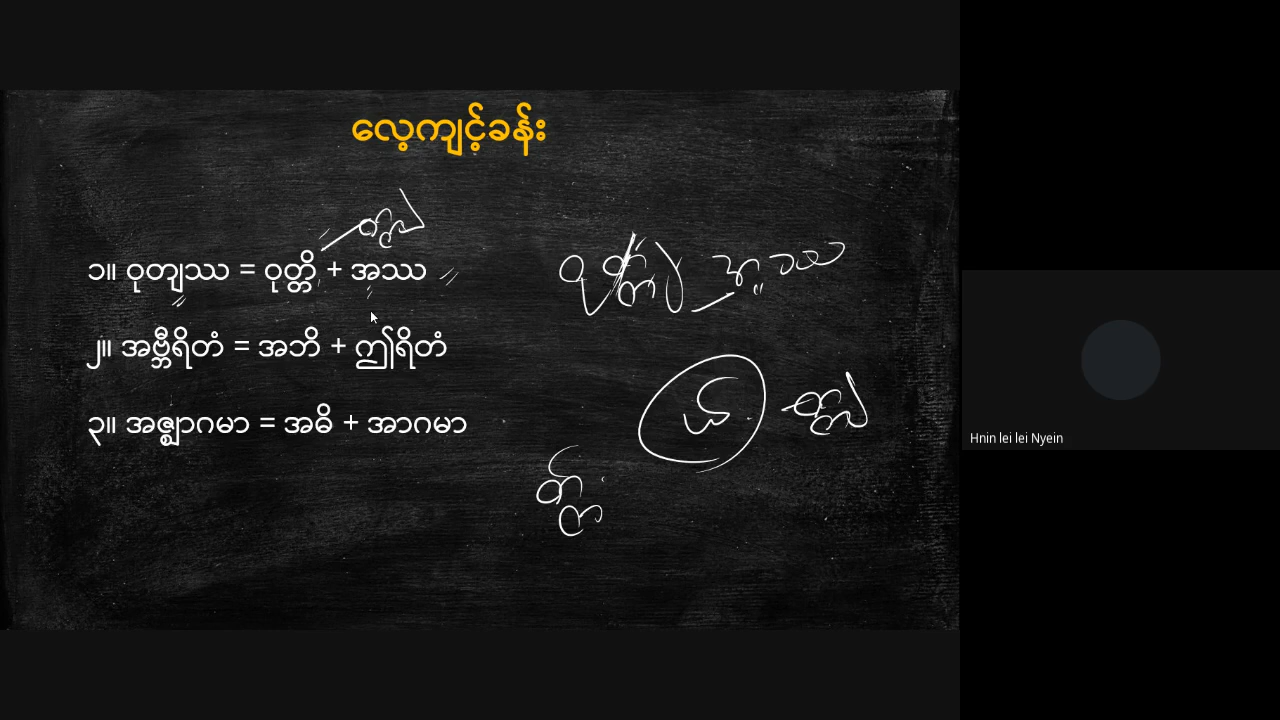 လေ့ကျင့်ခန်း
၁။ ဝုတျဿ = ဝုတ္တိ + အဿ
၂။ အဗ္ဘီရိတံ = အဘိ + ဤရိတံ
၃။ အဇ္ဈာဂမာ = အဓိ + အာဂမာ
Hnin lei lei Nyein